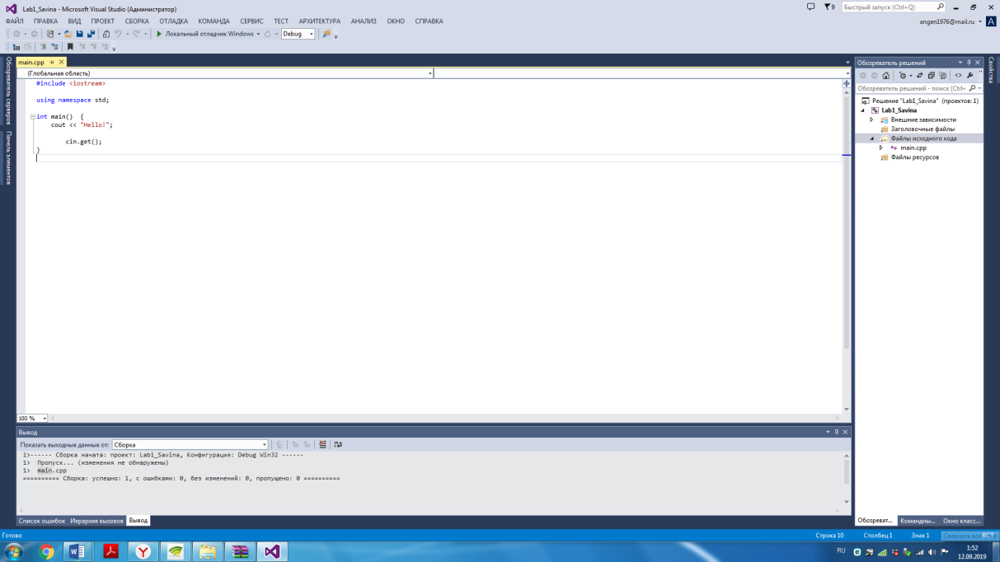 Lab1_Savina - Microsoft Visual Studio (Администратор)
9
Быстрый запуск (Ctrl+Q)
ФАЙЛ ПРАВКА ВИД ПРОЕКТ СБОРКА ОТЛАДКА КОМАНДА СЕРВИС ТЕСТ АРХИТЕКТУРА АНАЛИЗ ОКНО СПРАВКА
angen1976@mail.ru A
Локальный отладчик Windows Debug
Обозреватель серверов
Панель элементов
main.cpp
(Глобальная область)
#include <iostream>
using namespace std;
int main() {
cout << "Hello!";
cin.get();
}
100 %
Вывод
Показать выходные данные от: Сборка
1>------ Сборка начата: проект: Lab1_Savina, Конфигурация: Debug Win32 ------
1> Пропуск... (изменения не обнаружены)
1> main.cpp
========== Сборка: успешно: 1, с ошибками: 0, без изменений: 0, пропущено: 0 ==========
Список ошибок Иерархия вызовов Вывод
Обозреватель решений
Обозреватель решений - поиск (Ctrl+
Решение "Lab1_Savina" (проектов: 1)
Lab1_Savina
Внешние зависимости
Заголовочные файлы
Файлы исходного кода
main.cpp
Файлы ресурсов
Обозреват... Командны... Окно класс...
Свойства
Готово
Строка 10 Столбец 1 Знак 1
RU
1:52
12.09.2019